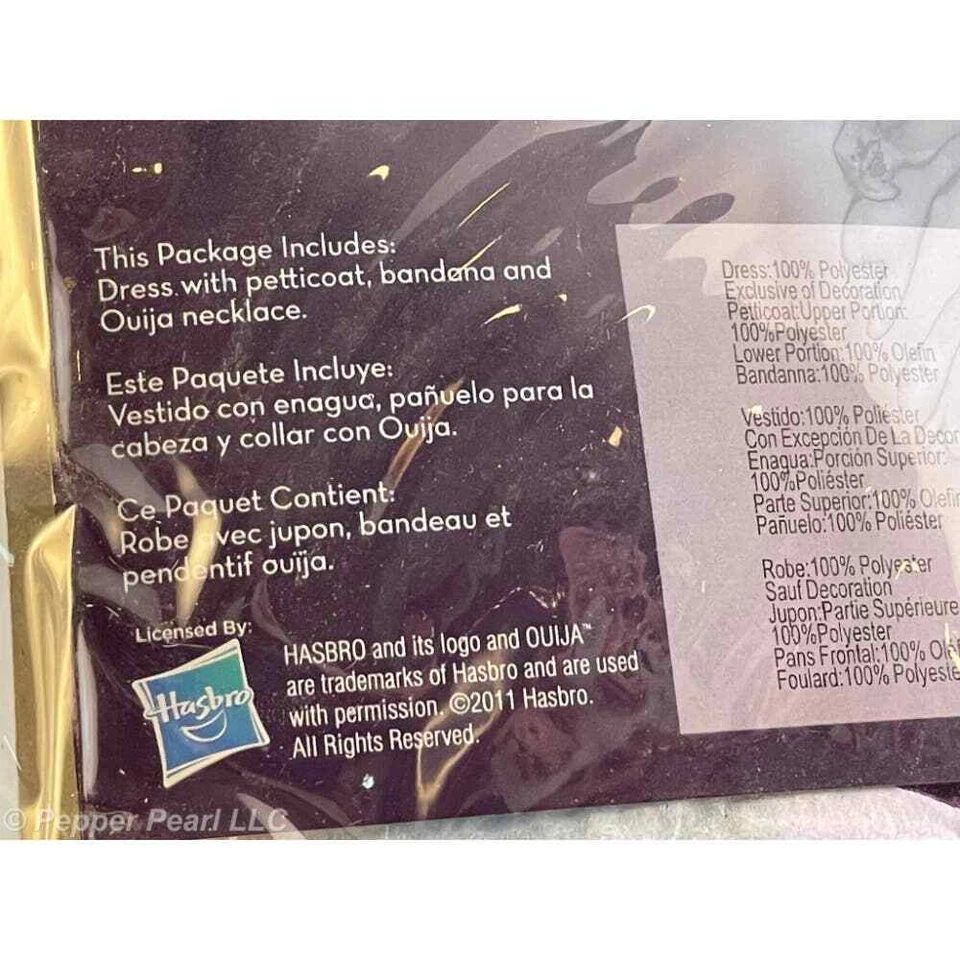 This Package Includes:
Dress with petticoat, bandana and
Ouija necklace.
Este Paquete Incluye:
Vestido con enagua, pañuelo para la
cabeza y collar con Ouija.
Ce Paquet Contient:
Robe avec jupon, bandeau et
pendentif ouija.
Licensed By:
Hasbro
HASBRO and its logo and OUIJA™
are trademarks of Hasbro and are used
with permission. ©2011 Hasbro.
All Rights Reserved.
Dress:100% Polyester
Exclusive of Decoration
Petticoat:Upper Portion:
100%Polyester
Lower Portion:100% Olefin
Bandanna:100% Polyester
Vestido:100% Poliéster
Con Excepción De La Decor
Enagua:Porción Superior:
100%Poliéster
Parte Superior:100% Olefin
Pañuelo:100% Poliéster
Robe:100% Polyester
Sauf Decoration
Jupon:Partie Supérieure
100%Polyester
Pans Frontal:100%
Foulard:100% Polyeste
© Pepper Pearl LLC